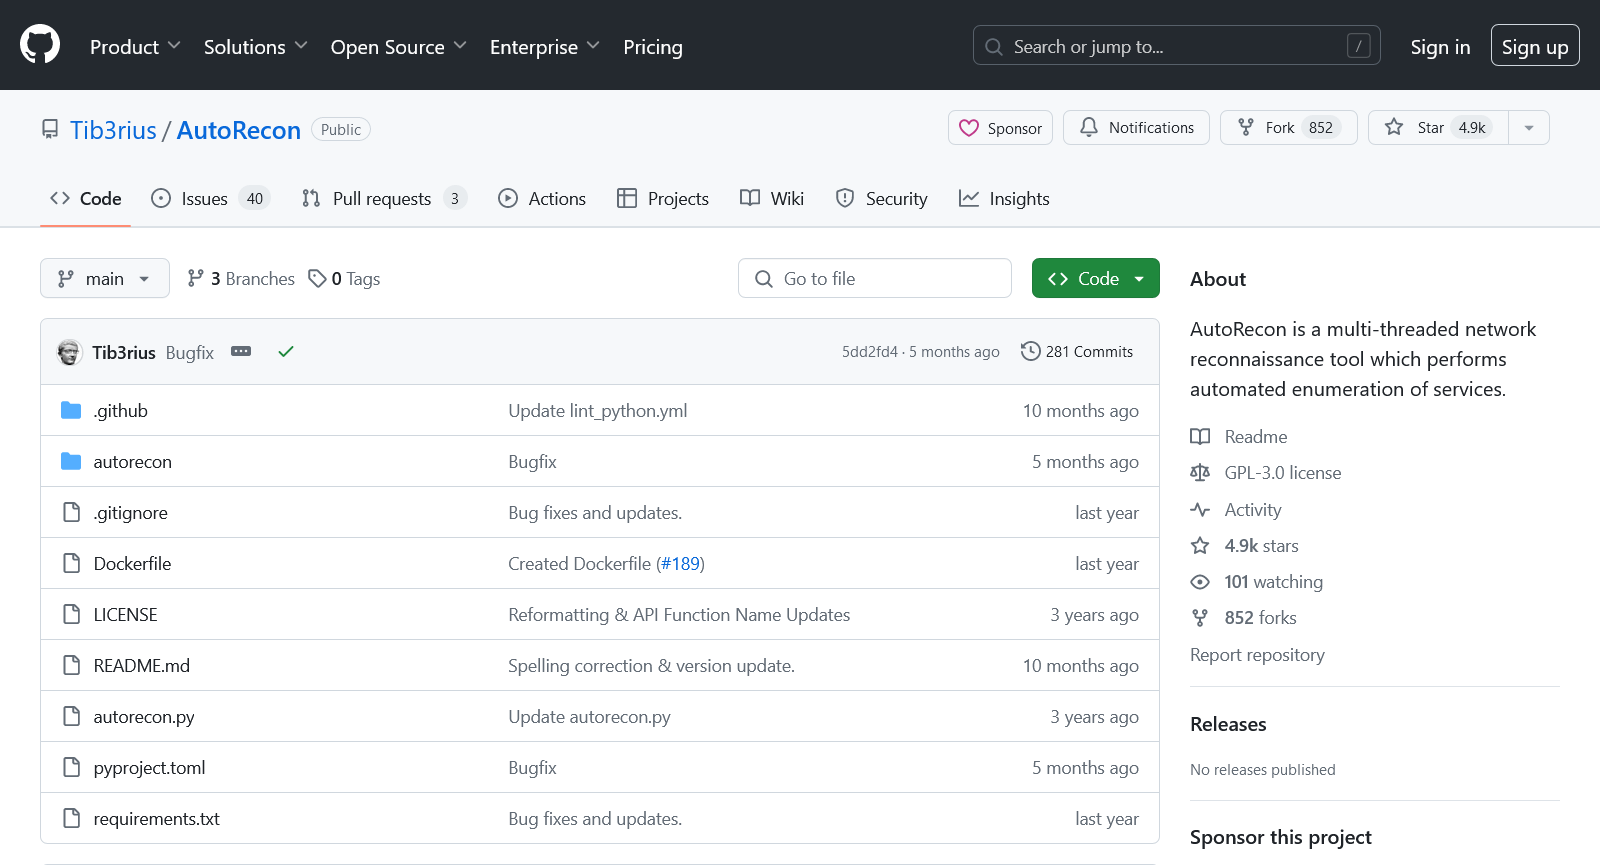 Product Solutions Open Source Enterprise Pricing Search or jump to... / Sign in Sign up
Tib3rius / AutoRecon Public Sponsor Notifications Fork 852 Star 4.9k
Code Issues 40 Pull requests 3 Actions Projects Wiki Security Insights
main 3 Branches 0 Tags Go to file Code
Tib3rius Bugfix 5dd2fd4 · 5 months ago 281 Commits
.github Update lint_python.yml 10 months ago
autorecon Bugfix 5 months ago
.gitignore Bug fixes and updates. last year
Dockerfile Created Dockerfile (#189) last year
LICENSE Reformatting & API Function Name Updates 3 years ago
README.md Spelling correction & version update. 10 months ago
autorecon.py Update autorecon.py 3 years ago
pyproject.toml Bugfix 5 months ago
requirements.txt Bug fixes and updates. last year
About
AutoRecon is a multi-threaded network
reconnaissance tool which performs
automated enumeration of services.
Readme
GPL-3.0 license
Activity
4.9k stars
101 watching
852 forks
Report repository
Releases
No releases published
Sponsor this project